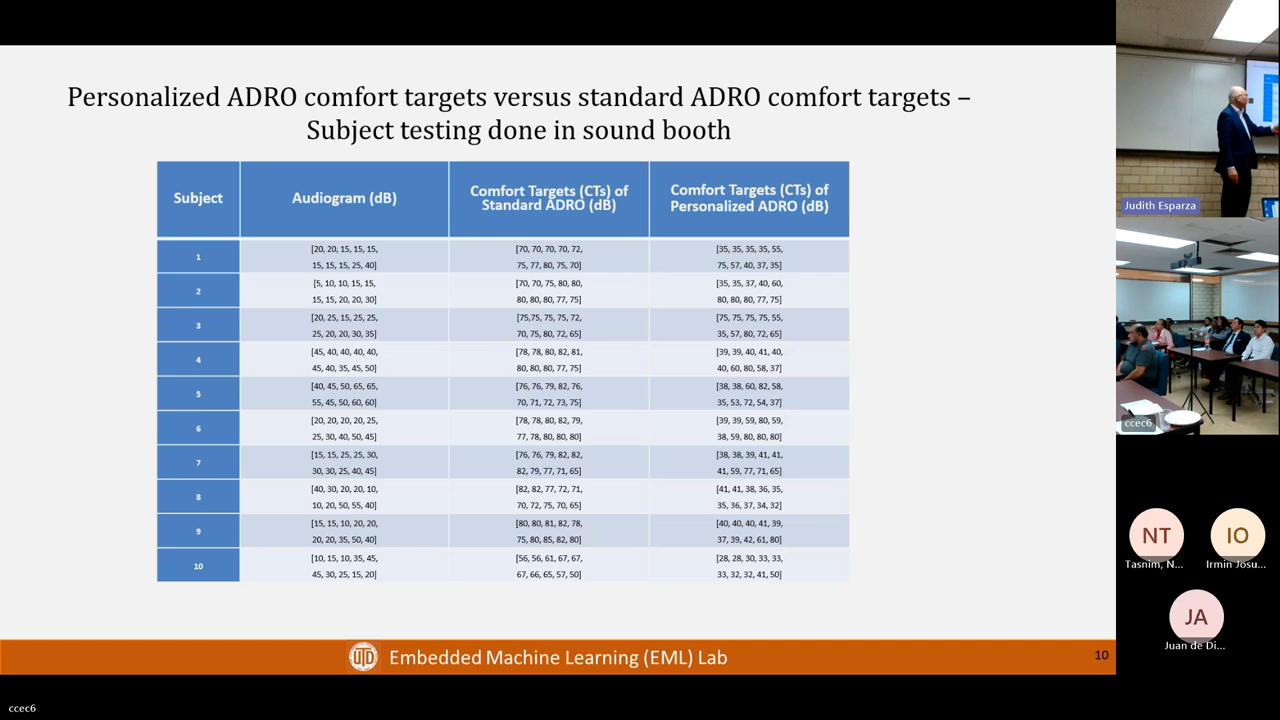 Personalized ADRO comfort targets versus standard ADRO comfort targets –
Subject testing done in sound booth
Subject
Audiogram (dB)
Comfort Targets (CTs) of
Standard ADRO (dB)
Comfort Targets (CTs) of
Personalized ADRO (dB)
1
[20, 20, 15, 15, 15,
15, 15, 15, 25, 40]
[70, 70, 70, 70, 72,
75, 77, 80, 75, 70]
[35, 35, 35, 35, 55,
75, 57, 40, 37, 35]
2
[5, 10, 10, 15, 15,
15, 15, 20, 20, 30]
[70, 70, 75, 80, 80,
80, 80, 80, 77, 75]
[35, 35, 37, 40, 60,
80, 80, 80, 77, 75]
3
[20, 25, 15, 25, 25,
25, 20, 20, 30, 35]
[75,75, 75, 75, 72,
70, 75, 80, 72, 65]
[75, 75, 75, 75, 55,
35, 57, 80, 72, 65]
4
[45, 40, 40, 40, 40,
45, 40, 35, 45, 50]
[78, 78, 80, 82, 81,
80, 80, 80, 77, 75]
[39, 39, 40, 41, 40,
40, 60, 80, 58, 37]
5
[40, 45, 50, 65, 65,
55, 45, 50, 60, 60]
[76, 76, 79, 82, 76,
70, 71, 72, 73, 75]
[38, 38, 60, 82, 58,
35, 53, 72, 54, 37]
6
[20, 20, 20, 20, 25,
25, 30, 40, 50, 45]
[78, 78, 80, 82, 79,
77, 78, 80, 80, 80]
[39, 39, 59, 80, 59,
38, 59, 80, 80, 80]
7
[15, 15, 25, 25, 30,
30, 30, 25, 40, 45]
[76, 76, 79, 82, 82,
82, 79, 77, 71, 65]
[38, 38, 39, 41, 41,
41, 59, 77, 71, 65]
8
[40, 30, 20, 20, 10,
10, 20, 50, 55, 40]
[82, 82, 77, 72, 71,
70, 72, 75, 70, 65]
[41, 41, 38, 36, 35,
35, 36, 37, 34, 32]
9
[15, 15, 10, 20, 20,
20, 20, 35, 50, 40]
[80, 80, 81, 82, 78,
75, 80, 85, 82, 80]
[40, 40, 40, 41, 39,
37, 39, 42, 61, 80]
10
[10, 15, 10, 35, 45,
45, 30, 25, 15, 20]
[56, 56, 61, 67, 67,
67, 66, 65, 57, 50]
[28, 28, 30, 33, 33,
33, 32, 32, 41, 50]
UTD
Embedded Machine Learning (EML) Lab
10
Judith Esparza
ccec6
NT
Tasnim, N...
IO
Irmin Josu...
JA
Juan de Di...
ccec6